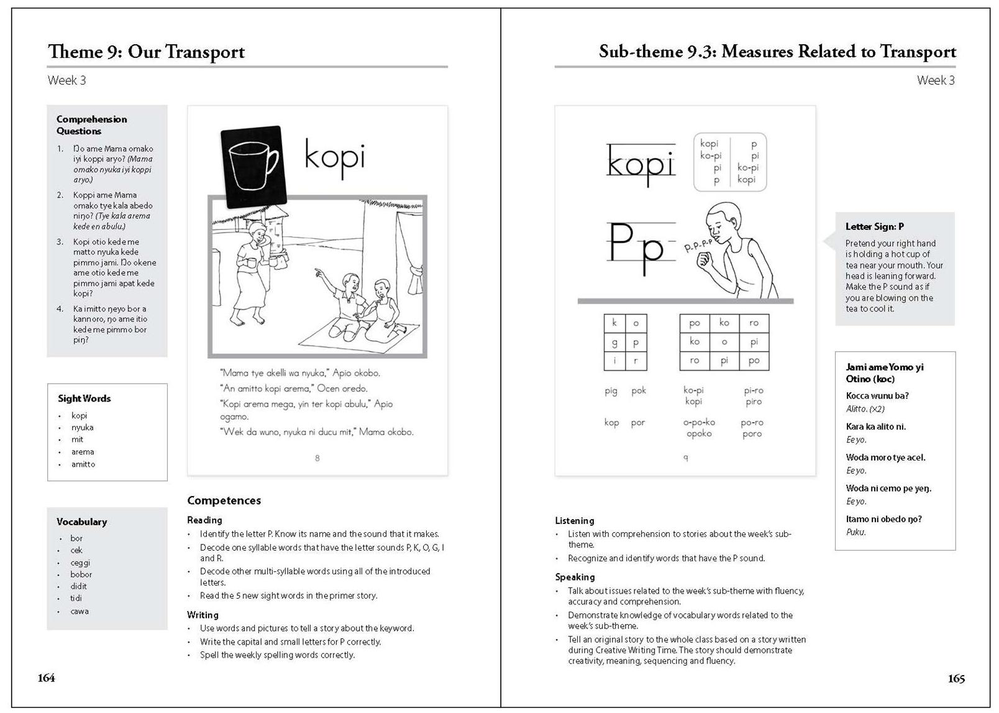 Theme 9: Our Transport
Week 3
Comprehension
Questions
1. Ŋo ame Mama omako
iyi koppi aryo? (Mama
omako nyuka iyi koppi
aryo.)
2. Koppi ame Mama
omako tye kala abedo
niŋo? (Tye kala arema
kede en abulu.)
3. Kopi otio kede me
matto nyuka kede
pimmo jami. Ŋo okene
ame otio kede me
pimmo jami apat kede
kopi?
4. Ka imitto ŋeyo bor a
kannoro, ŋo ame itio
kede me pimmo bor
piŋ?
Sight Words
• kopi
• nyuka
• mit
• arema
• amitto
Vocabulary
• bor
• cek
• ceggi
• bobor
• didit
• tidi
• cawa
kopi
“Mama tye akelli wa nyuka,” Apio okobo.
“An amitto kopi arema,” Ocen oredo.
“Kopi arema mega, yin ter kopi abulu,” Apio
ogamo.
“Wek da wuno, nyuka ni ducu mit,” Mama okobo.
8
Competences
Reading
• Identify the letter P. Know its name and the sound that it makes.
• Decode one syllable words that have the letter sounds P, K, O, G, I
and R.
• Decode other multi-syllable words using all of the introduced
letters.
• Read the 5 new sight words in the primer story.
Writing
• Use words and pictures to tell a story about the keyword.
• Write the capital and small letters for P correctly.
• Spell the weekly spelling words correctly.
164
Sub-theme 9.3: Measures Related to Transport
Week 3
kopi
kopi p
ko-pi pi
pi ko-pi
p kopi
Pp
p-p-p-p
k o
g p
i r
po ko ro
ko o pi
ro pi po
pig pok ko-pi pi-ro
kopi piro
kop por o-po-ko po-ro
opoko poro
9
Letter Sign: P
Pretend your right hand
is holding a hot cup of
tea near your mouth. Your
head is leaning forward.
Make the P sound as if
you are blowing on the
tea to cool it.
Jami ame Yomo yi
Otino (koc)
Kocca wunu ba?
Alitto. (x2)
Kara ka alito ni.
Ee yo.
Woda moro tye acel.
Ee yo.
Woda ni cemo pe yeŋ.
Ee yo.
Itamo ni obedo ŋo?
Puku.
Listening
• Listen with comprehension to stories about the week’s sub-
theme.
• Recognize and identify words that have the P sound.
Speaking
• Talk about issues related to the week’s sub-theme with fluency,
accuracy and comprehension.
• Demonstrate knowledge of vocabulary words related to the
week’s sub-theme.
• Tell an original story to the whole class based on a story written
during Creative Writing Time. The story should demonstrate
creativity, meaning, sequencing and fluency.
165